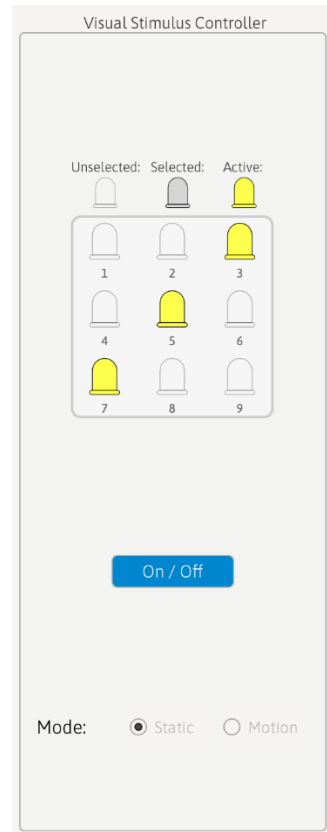 Visual Stimulus Controller
Unselected: Selected: Active:
1 2 3
4 5 6
7 8 9
On / Off
Mode: Static Motion